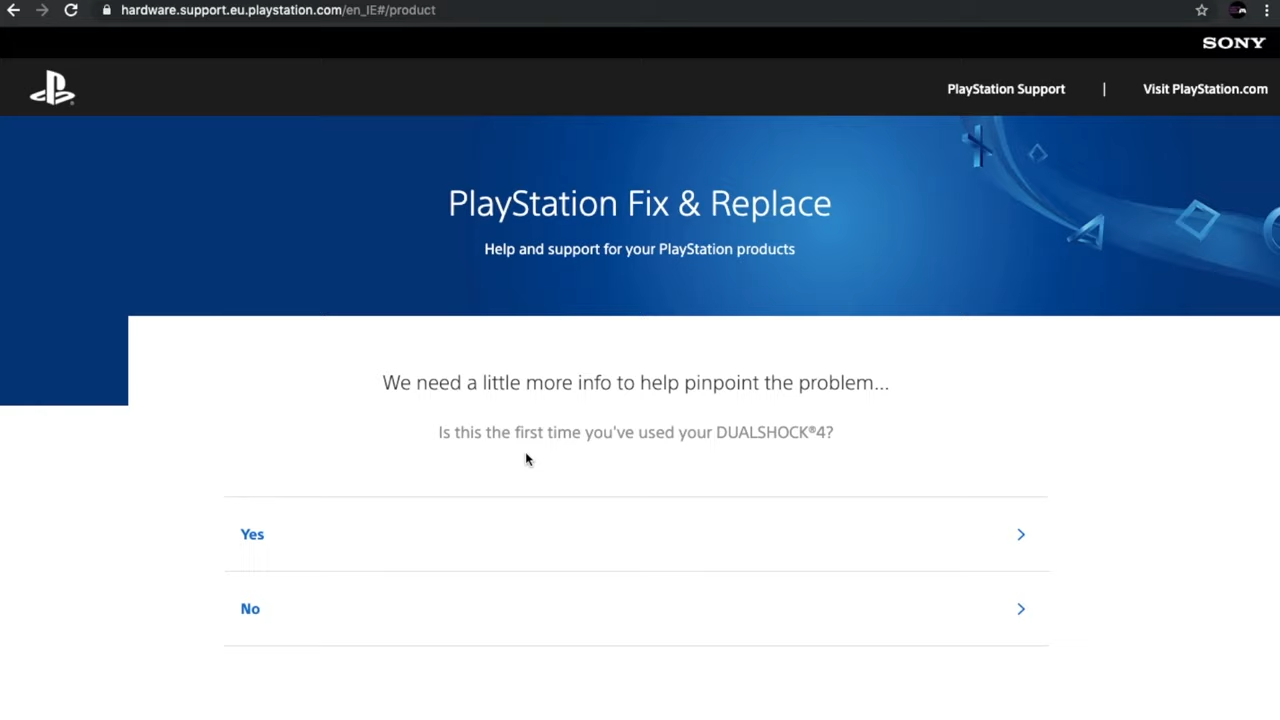 hardware.support.eu.playstation.com/en_IE#/product
SONY
PlayStation Support | Visit PlayStation.com
PlayStation Fix & Replace
Help and support for your PlayStation products
We need a little more info to help pinpoint the problem...
Is this the first time you've used your DUALSHOCK®4?
Yes
No